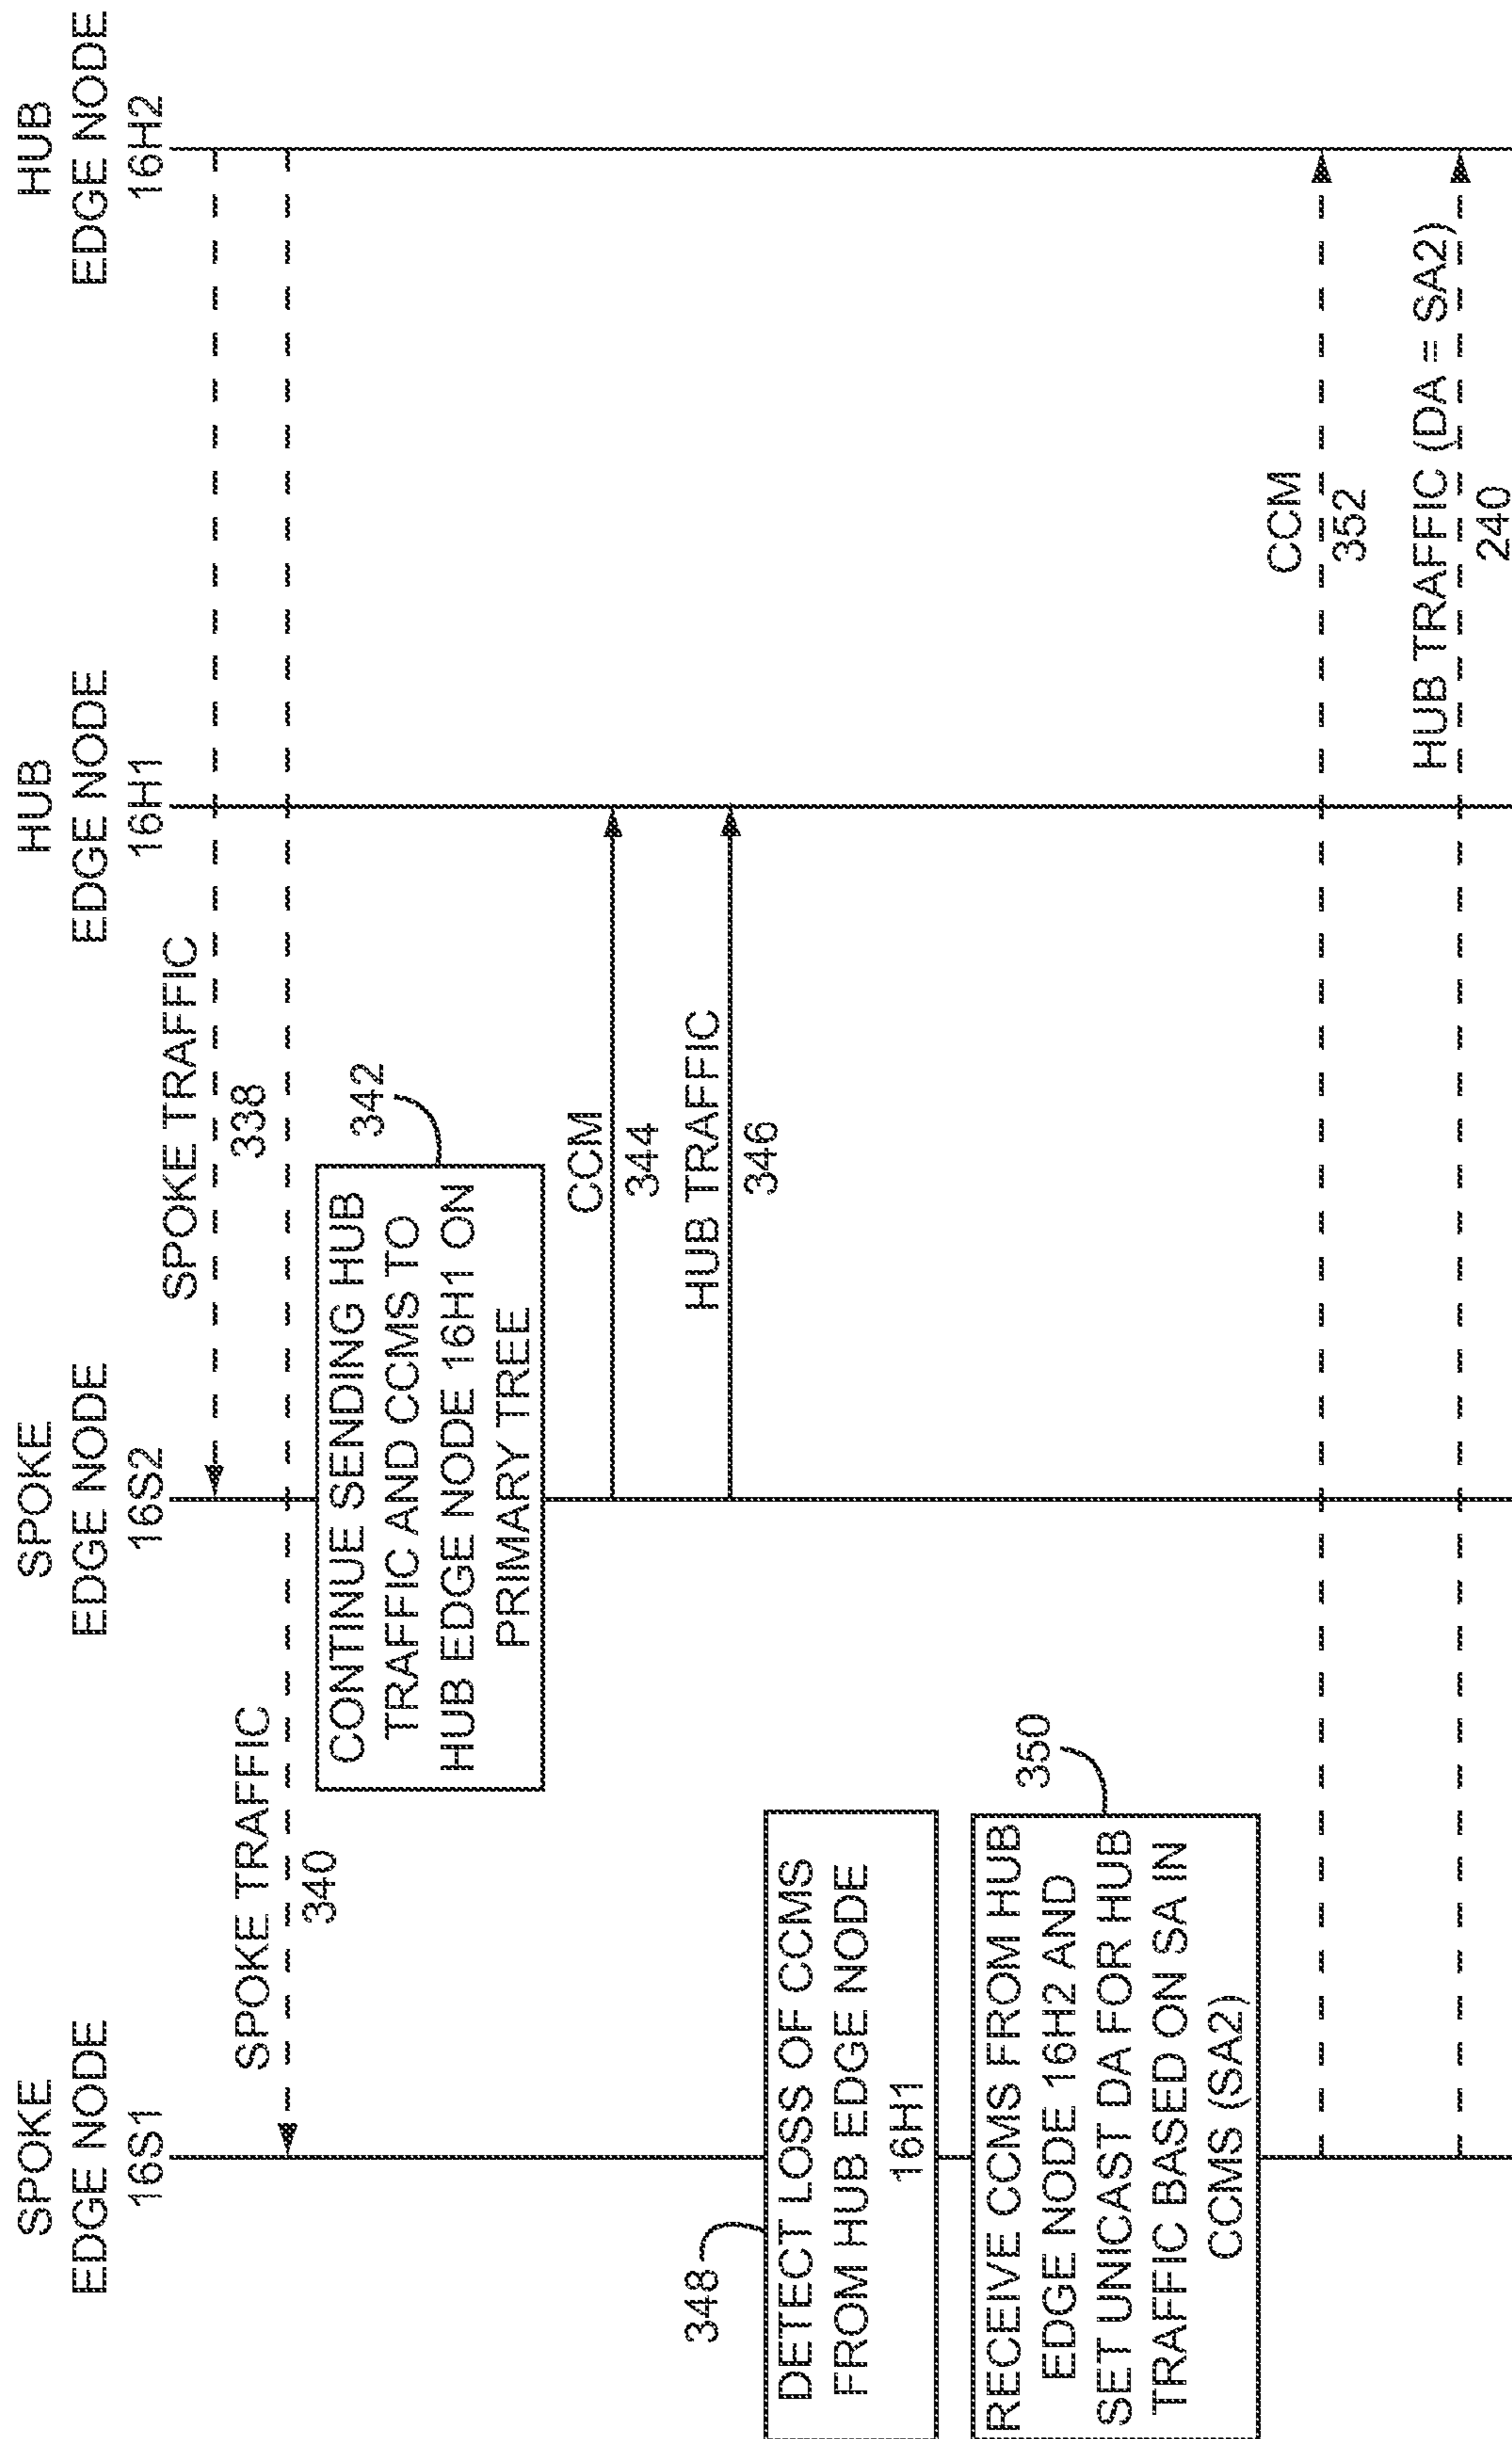 SPOKE
EDGE NODE
16S1
SPOKE
EDGE NODE
16S2
HUB
EDGE NODE
16H1
HUB
EDGE NODE
16H2
SPOKE TRAFFIC
338
SPOKE TRAFFIC
340
342
CONTINUE SENDING HUB
TRAFFIC AND CCMS TO
HUB EDGE NODE 16H1 ON
PRIMARY TREE
CCM
344
HUB TRAFFIC
346
348
DETECT LOSS OF CCMS
FROM HUB EDGE NODE
16H1
350
RECEIVE CCMS FROM HUB
EDGE NODE 16H2 AND
SET UNICAST DA FOR HUB
TRAFFIC BASED ON SA IN
CCMS (SA2)
CCM
352
HUB TRAFFIC (DA = SA2)
240